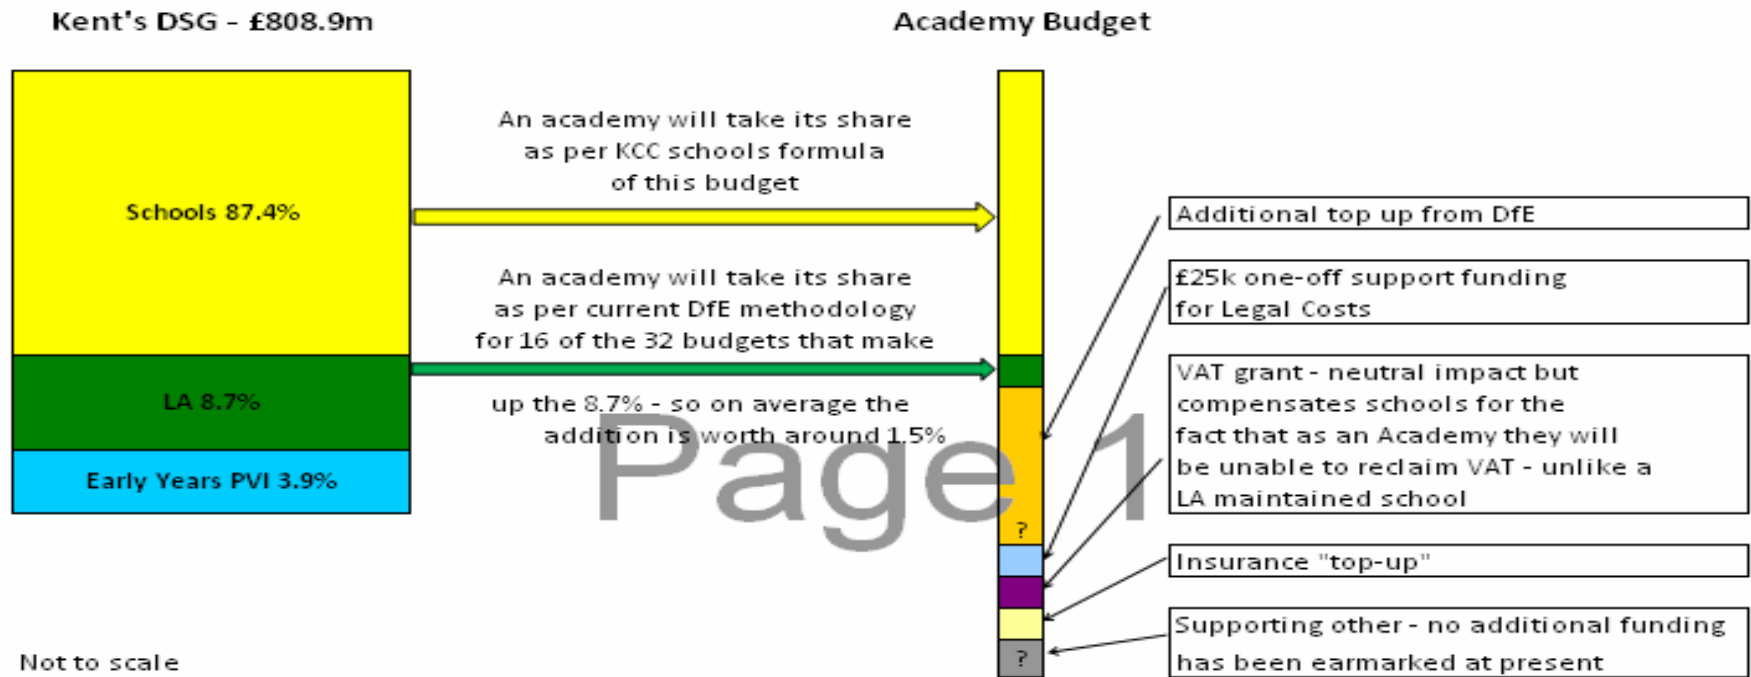 Kent's DSG - £808.9m
Academy Budget
Schools 87.4%
LA 8.7%
Early Years PVI 3.9%
An academy will take its share
as per KCC schools formula
of this budget
An academy will take its share
as per current DfE methodology
for 16 of the 32 budgets that make
up the 8.7% - so on average the
addition is worth around 1.5%
Page 1
?
?
Additional top up from DfE
£25k one-off support funding
for Legal Costs
VAT grant - neutral impact but
compensates schools for the
fact that as an Academy they will
be unable to reclaim VAT - unlike a
LA maintained school
Insurance "top-up"
Supporting other - no additional funding
has been earmarked at present
Not to scale